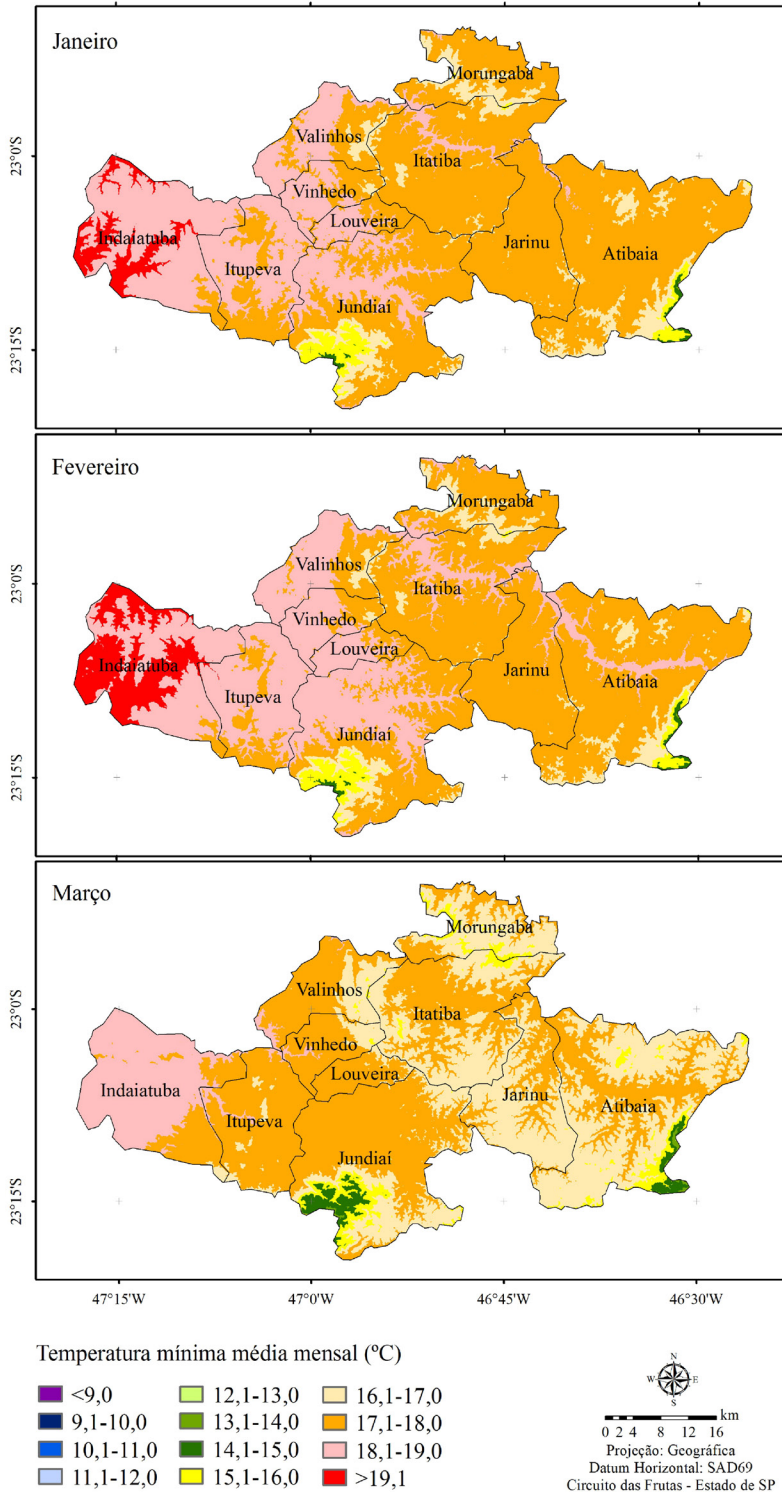 Janeiro
Morungaba
Valinhos
Itatiba
Vinhedo
Louveira
Indaiatuba
Jarinu
Atibaia
Itupeva
Jundiaí
23°0'S
23°15'S
Fevereiro
Morungaba
Valinhos
Itatiba
Vinhedo
Louveira
Indaiatuba
Jarinu
Atibaia
Itupeva
Jundiaí
23°0'S
23°15'S
Março
Morungaba
Valinhos
Itatiba
Vinhedo
Louveira
Indaiatuba
Jarinu
Atibaia
Itupeva
Jundiaí
23°0'S
23°15'S
47°15'W 47°0'W 46°45'W 46°30'W
Temperatura mínima média mensal (ºC)
<9,0 12,1-13,0 16,1-17,0
9,1-10,0 13,1-14,0 17,1-18,0
10,1-11,0 14,1-15,0 18,1-19,0
11,1-12,0 15,1-16,0 >19,1
N
W E
S
km
0 2 4 8 12 16
Projeção: Geográfica
Datum Horizontal: SAD69
Circuito das Frutas - Estado de SP